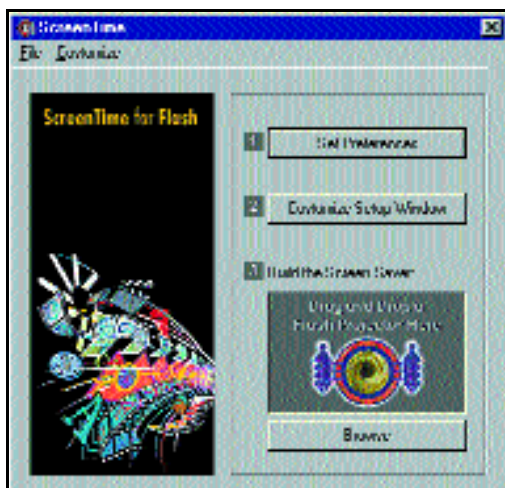 ScreenTime
File Customize
ScreenTime for Flash
1 Set Preferences
2 Customize Setup Window
3 Build the Screen Saver
Drag and Drop a
Flash Projector Here
Browse